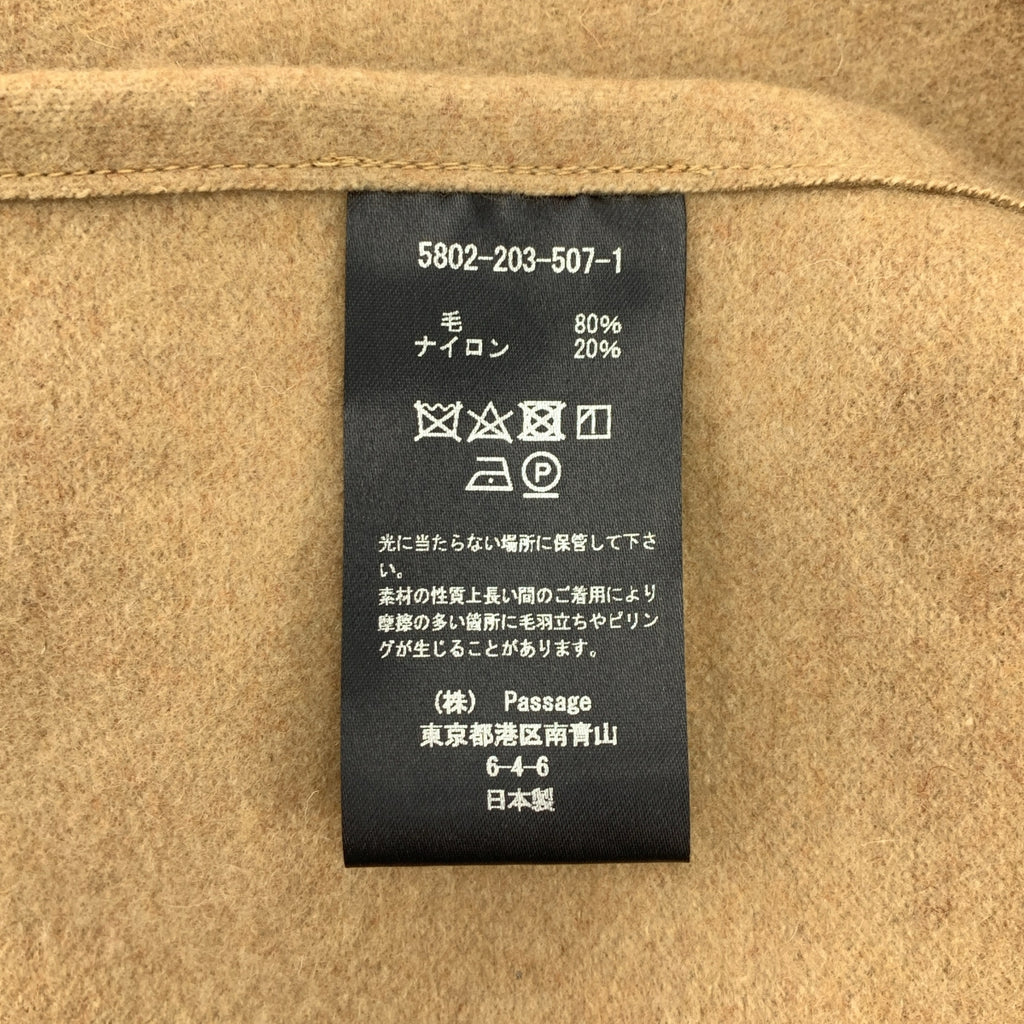 5802-203-507-1
毛 80%
ナイロン 20%
P
光に当たらない場所に保管して下さ
い。
素材の性質上長い間のご着用により
摩擦の多い箇所に毛羽立ちやピリン
グが生じることがあります。
(株) Passage
東京都港区南青山
6-4-6
日本製